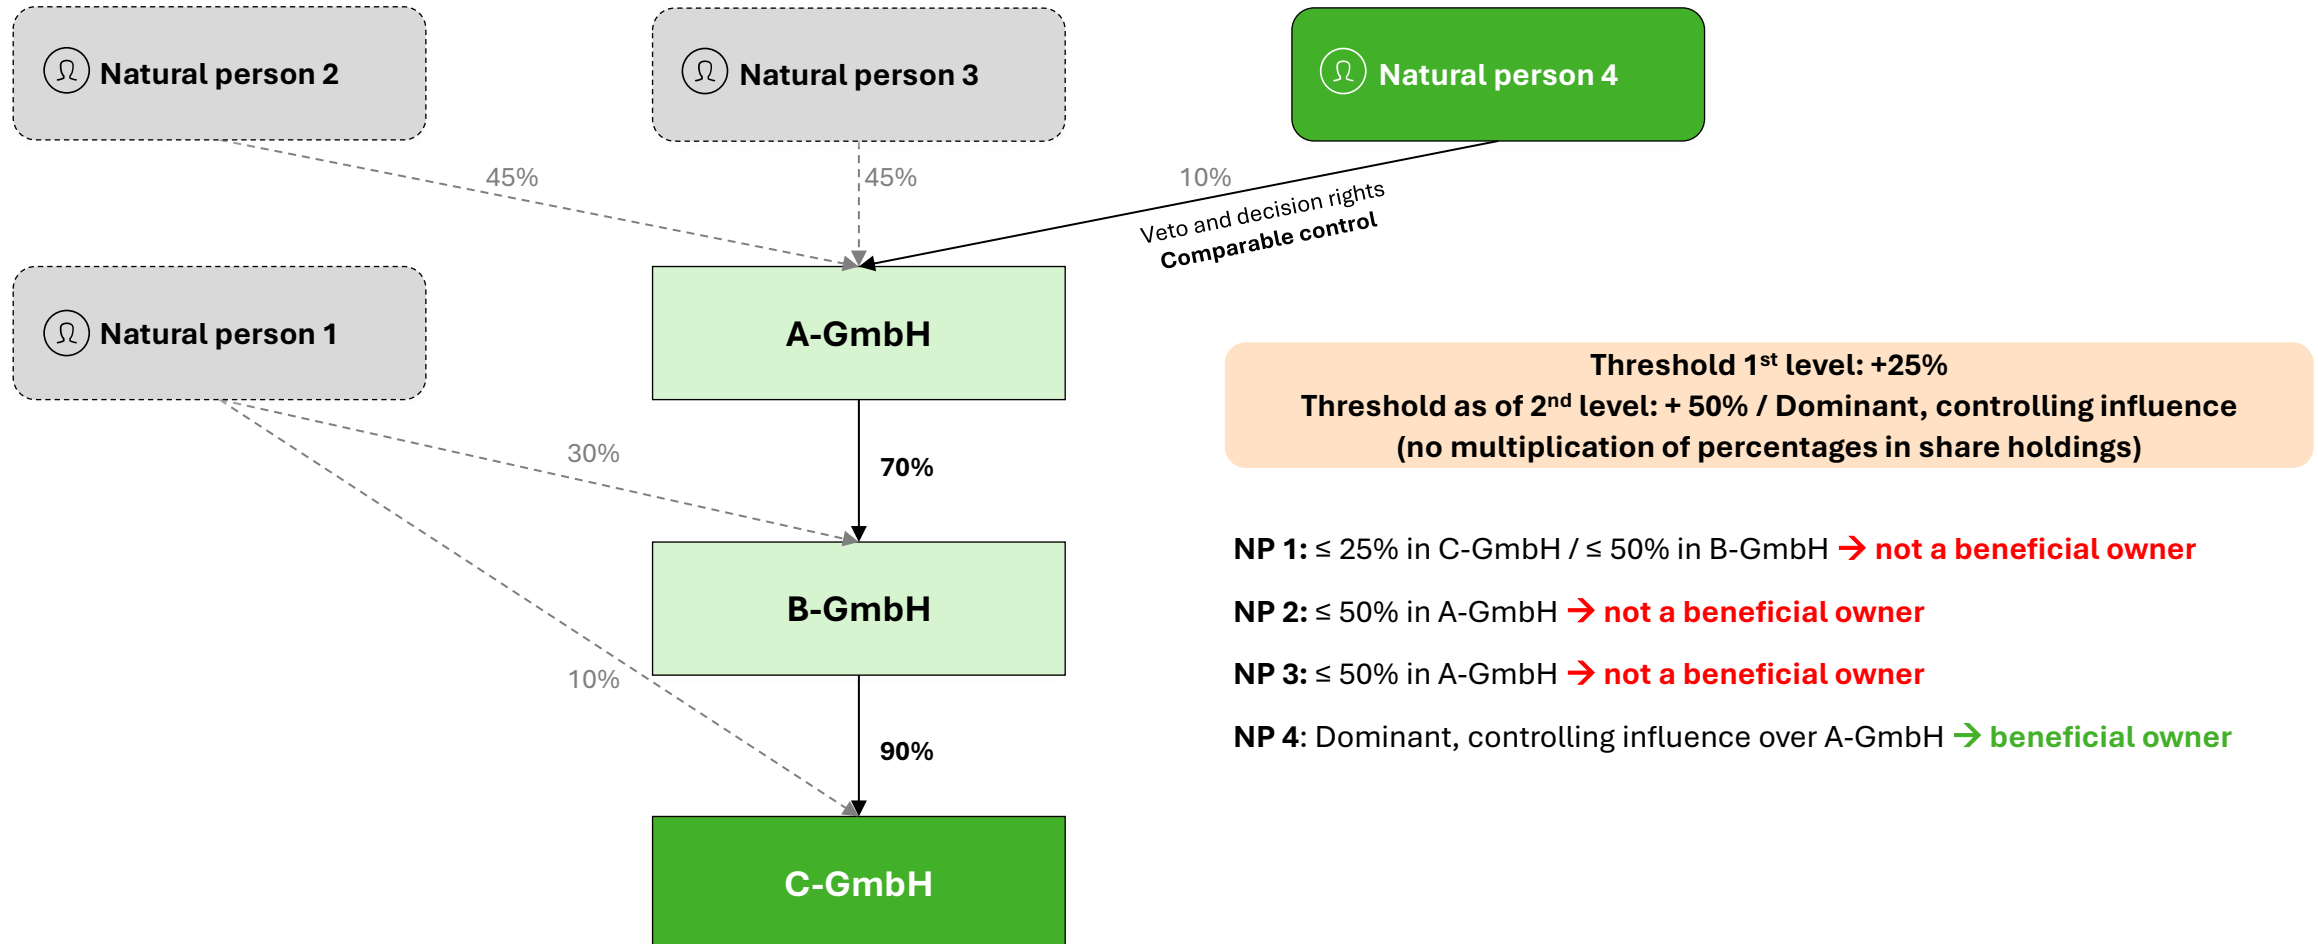 Natural person 2
Natural person 3
Natural person 4
45%
45%
10%
Veto and decision rights
Comparable control
Natural person 1
A-GmbH
Threshold 1st level: +25%
Threshold as of 2nd level: + 50% / Dominant, controlling influence
(no multiplication of percentages in share holdings)
30%
70%
NP 1: ≤ 25% in C-GmbH / ≤ 50% in B-GmbH → not a beneficial owner
B-GmbH
NP 2: ≤ 50% in A-GmbH → not a beneficial owner
NP 3: ≤ 50% in A-GmbH → not a beneficial owner
10%
NP 4: Dominant, controlling influence over A-GmbH → beneficial owner
90%
C-GmbH